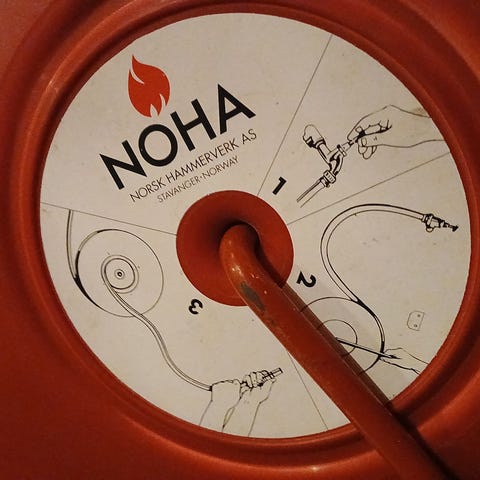 NOHA
NORSK HAMMERVERK AS
STAVANGER-NORWAY
1
2
3